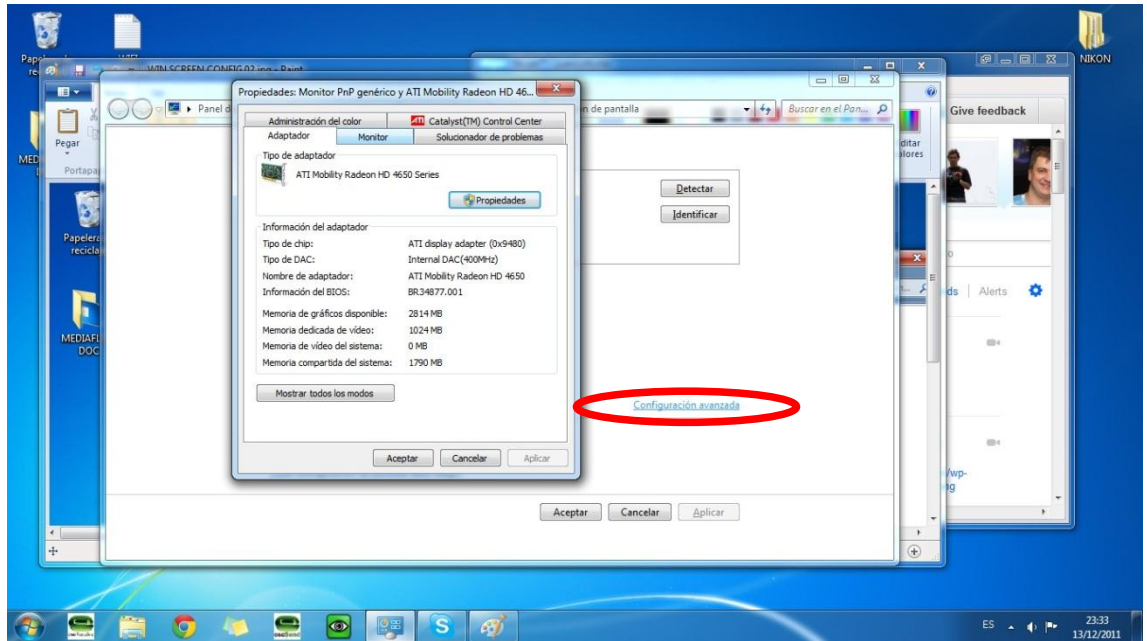 NIKON
WIN SCREEN CONFIG 02.jpg - Paint
Pegar
Portapa
Panel d
n de pantalla
Buscar en el Pan...
ditar
olores
Give feedback
Propiedades: Monitor PnP genérico y ATI Mobility Radeon HD 46...
Administración del color
Catalyst(TM) Control Center
Adaptador
Monitor
Solucionador de problemas
Tipo de adaptador
ATI Mobility Radeon HD 4650 Series
Propiedades
Información del adaptador
Tipo de chip: ATI display adapter (0x9480)
Tipo de DAC: Internal DAC(400MHz)
Nombre de adaptador: ATI Mobility Radeon HD 4650
Información del BIOS: BR34877.001
Memoria de gráficos disponible: 2814 MB
Memoria dedicada de vídeo: 1024 MB
Memoria de vídeo del sistema: 0 MB
Memoria compartida del sistema: 1790 MB
Mostrar todos los modos
Aceptar Cancelar Aplicar
Detectar
Identificar
Configuración avanzada
Aceptar Cancelar Aplicar
Papelera
recicla
MEDIAFI
DOC
ds | Alerts
/wp-
ng
ES
23:33
13/12/2011